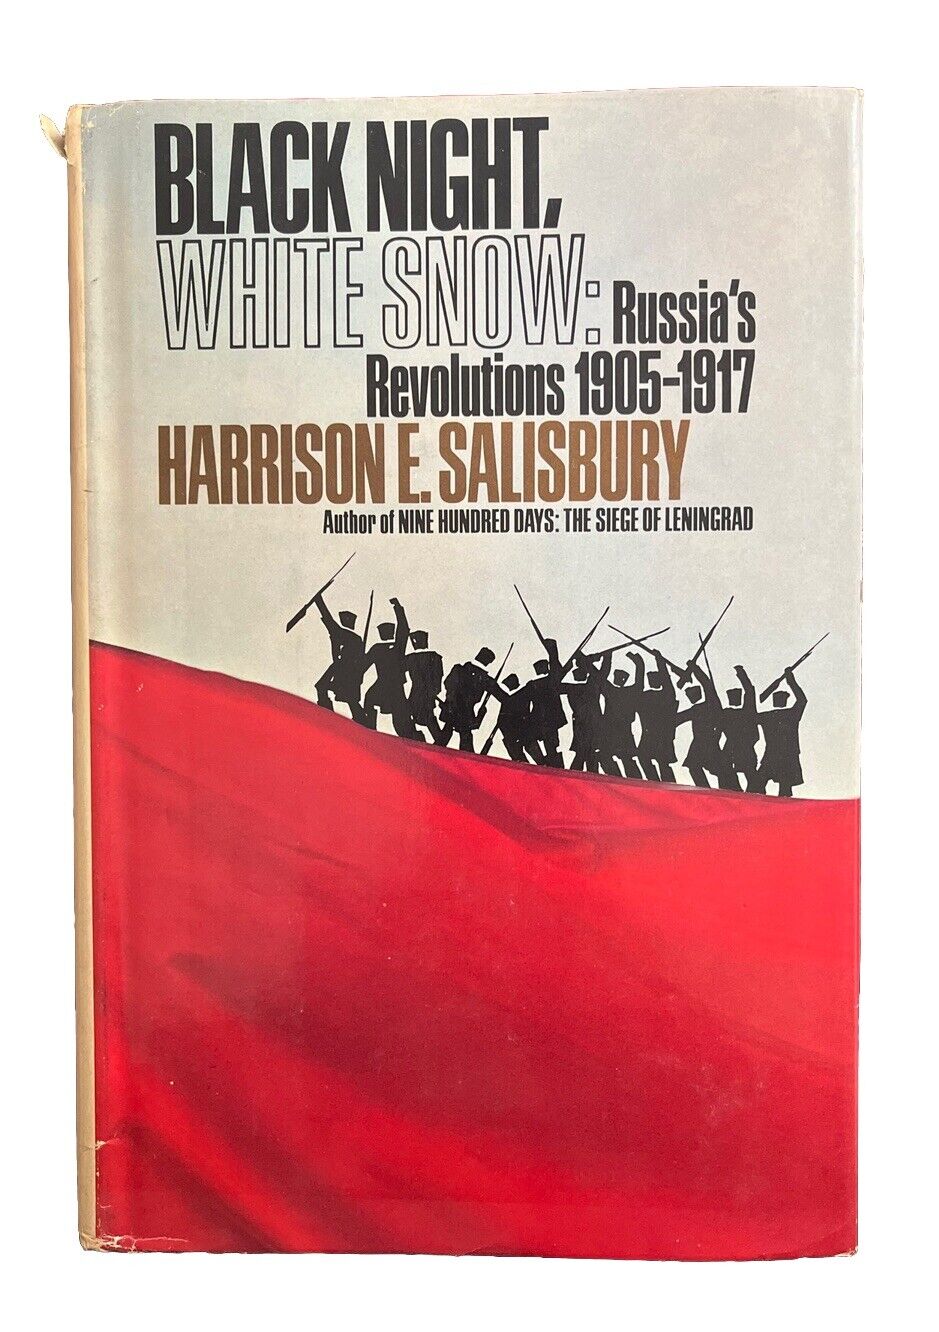 BLACK NIGHT,
WHITE SNOW: Russia's
Revolutions 1905-1917
HARRISON E. SALISBURY
Author of NINE HUNDRED DAYS: THE SIEGE OF LENINGRAD